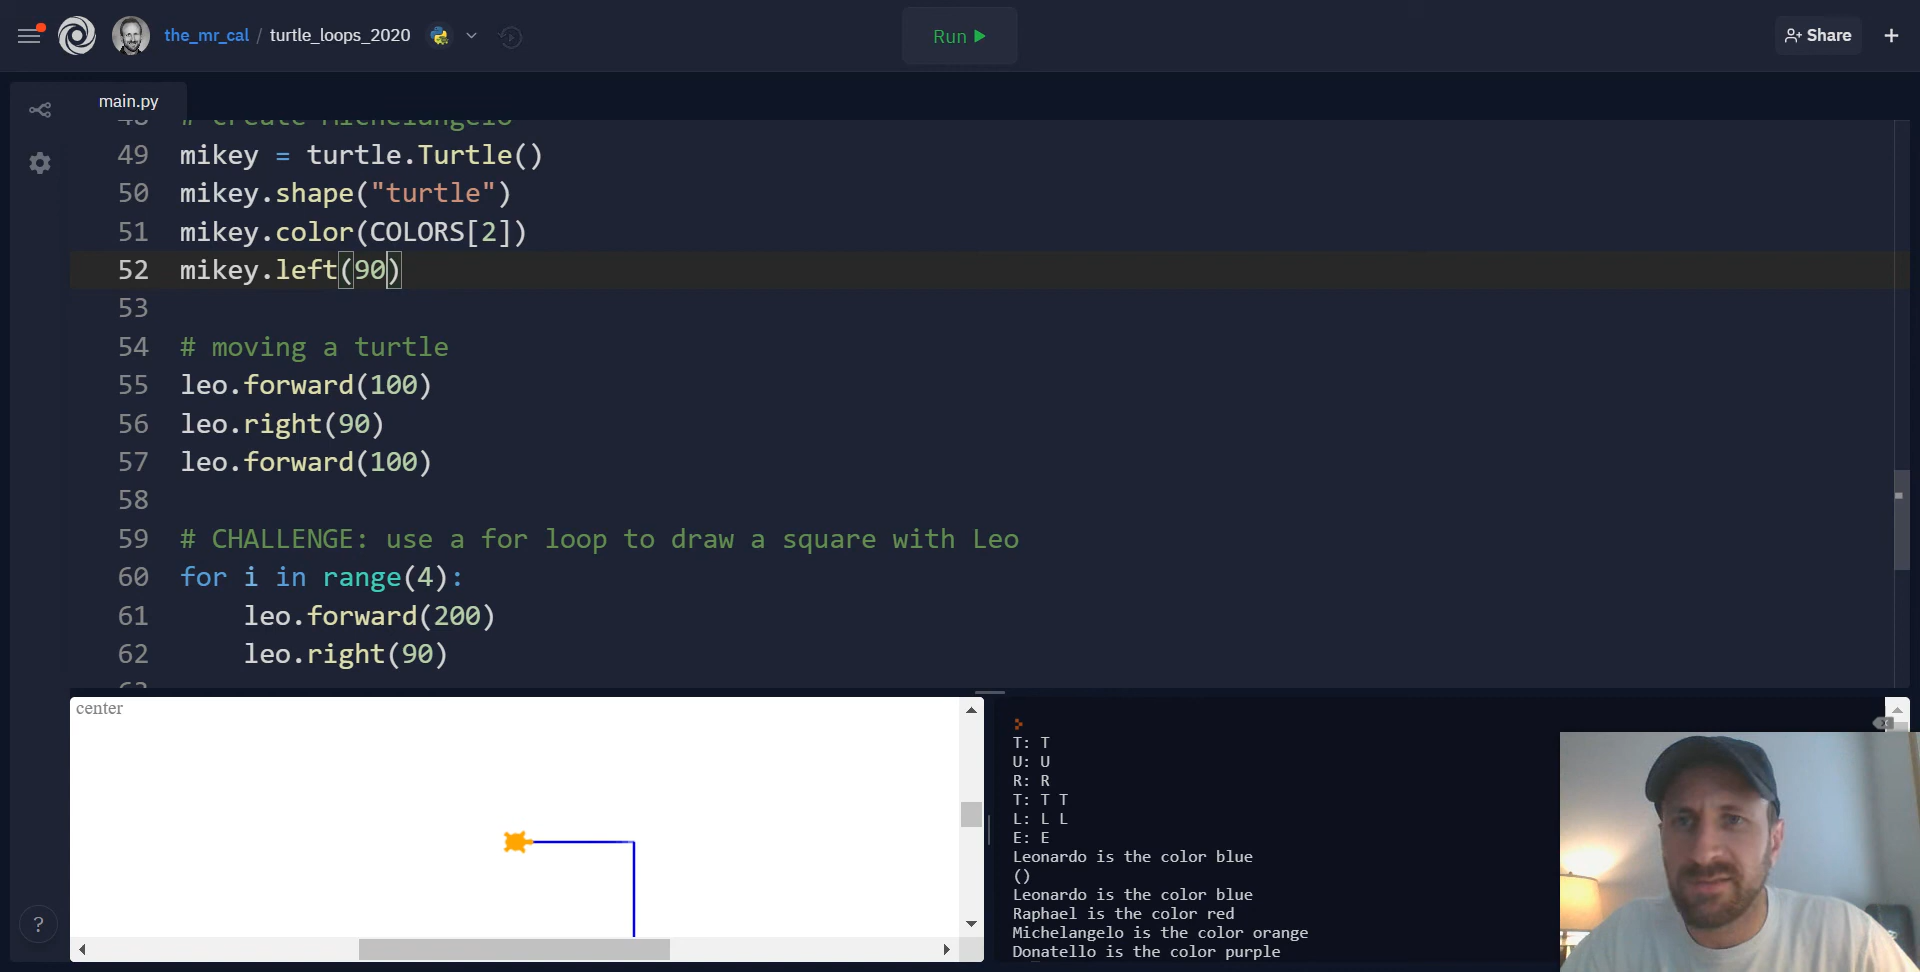 the_mr_cal / turtle_loops_2020
Run
Share
main.py
48 # create Michelangelo
49 mikey = turtle.Turtle()
50 mikey.shape("turtle")
51 mikey.color(COLORS[2])
52 mikey.left(90)
53
54 # moving a turtle
55 leo.forward(100)
56 leo.right(90)
57 leo.forward(100)
58
59 # CHALLENGE: use a for loop to draw a square with Leo
60 for i in range(4):
61     leo.forward(200)
62     leo.right(90)
63
center
T: T
U: U
R: R
T: T T
L: L L
E: E
Leonardo is the color blue
()
Leonardo is the color blue
Raphael is the color red
Michelangelo is the color orange
Donatello is the color purple
?